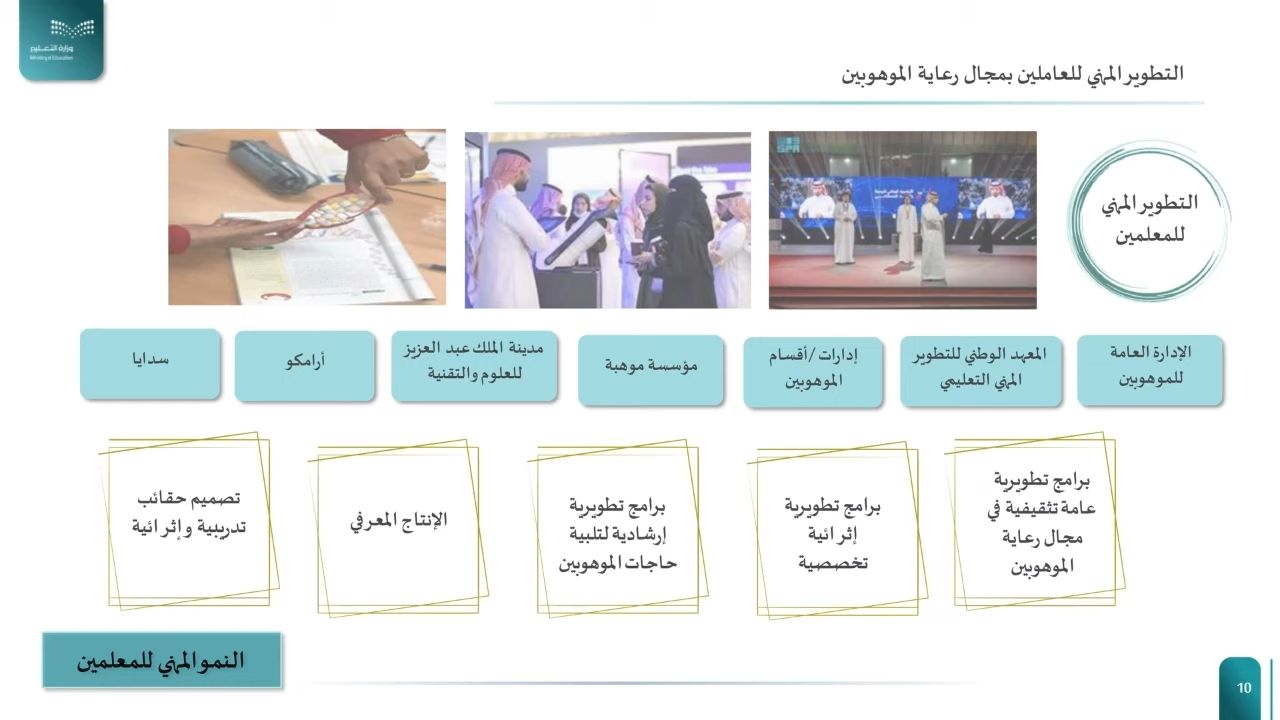 وزارة التعليم
Ministry of Education
التطوير المهني للعاملين بمجال رعاية الموهوبين
SPA
التطوير المهني
للمعلمين
الإدارة العامة
للموهوبين
المعهد الوطني للتطوير
المهني التعليمي
إدارات/أقسام
الموهوبين
مؤسسة موهبة
مدينة الملك عبد العزيز
للعلوم والتقنية
أرامكو
سدايا
برامج تطويرية
عامة تثقيفية في
مجال رعاية
الموهوبين
برامج تطويرية
إثرائية
تخصصية
برامج تطويرية
إرشادية لتلبية
حاجات الموهوبين
الإنتاج المعرفي
تصميم حقائب
تدريبية وإثرائية
النمو المهني للمعلمين
10